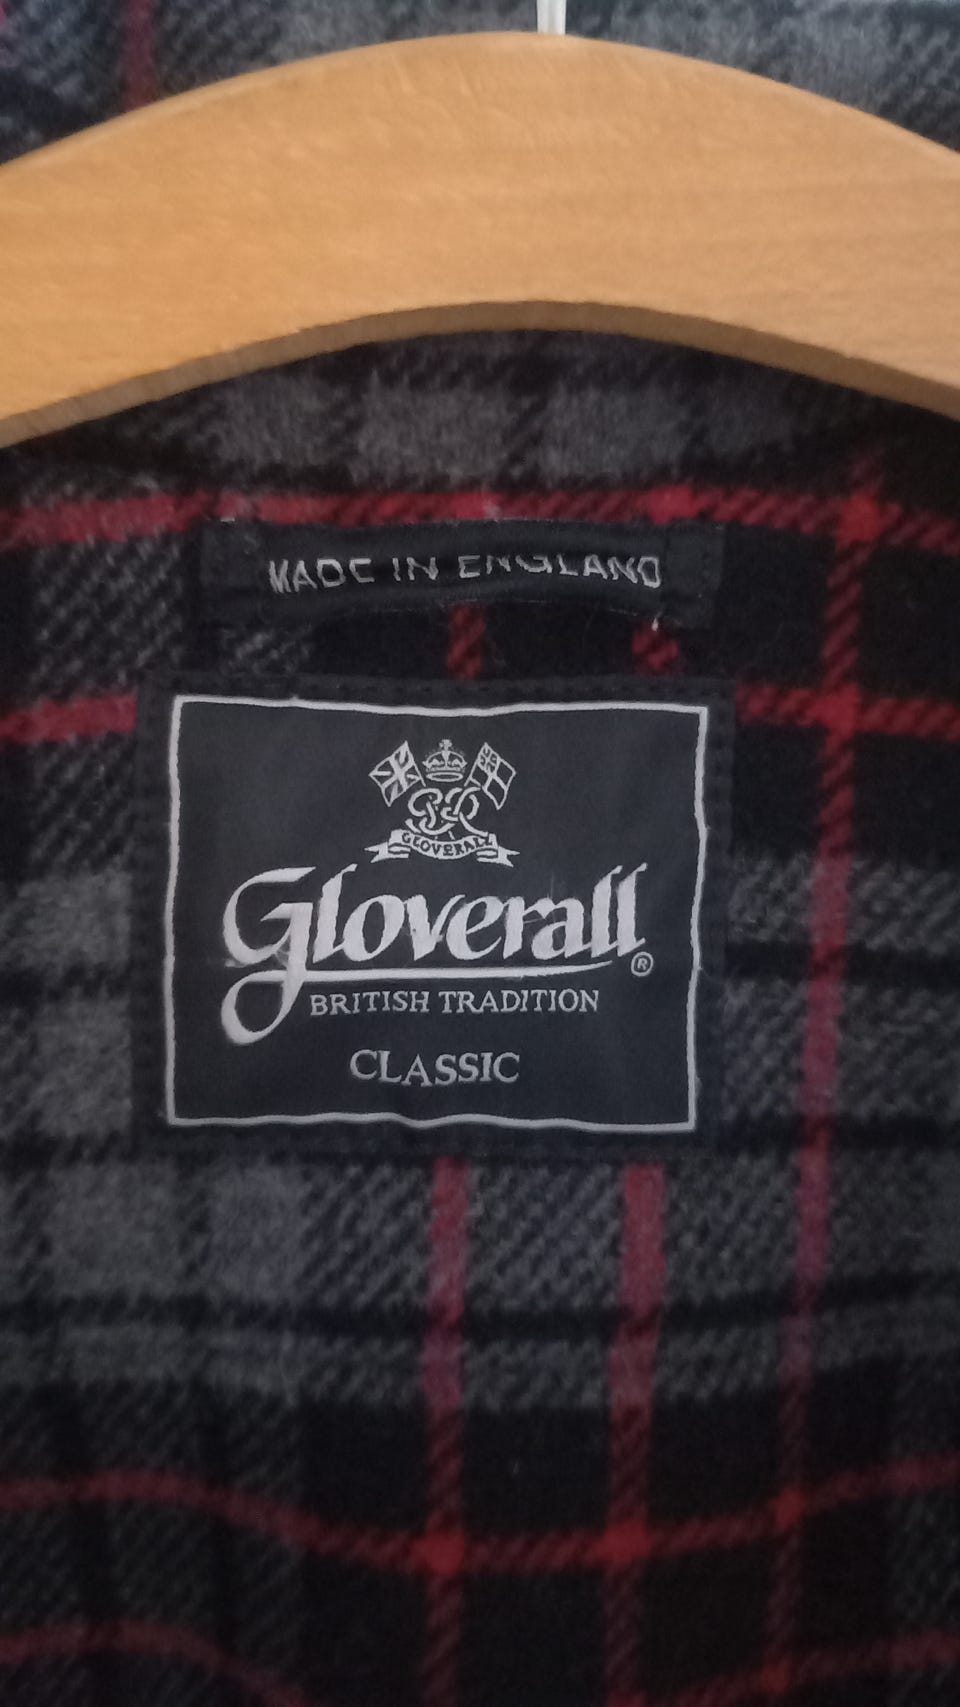 MADE IN ENGLAND
GLOVERALL
Gloverall®
BRITISH TRADITION
CLASSIC